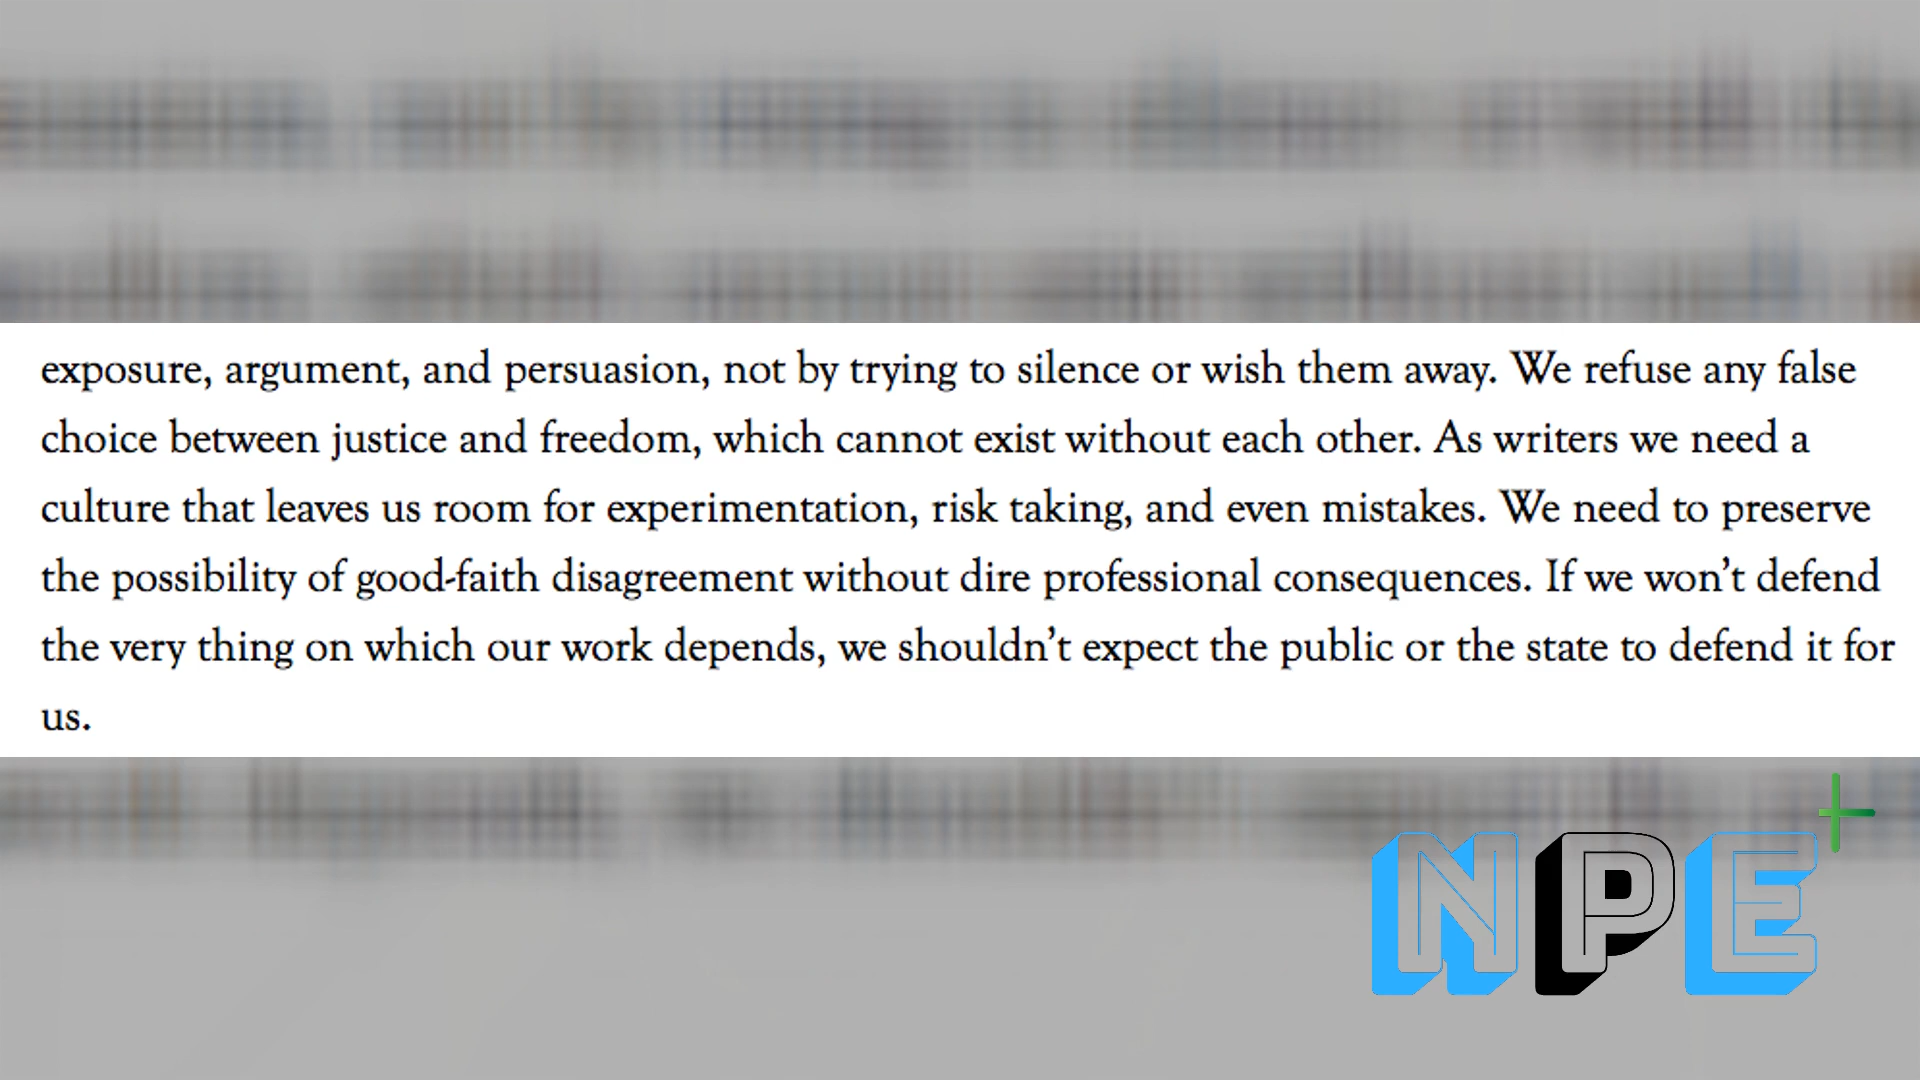 exposure, argument, and persuasion, not by trying to silence or wish them away. We refuse any false
choice between justice and freedom, which cannot exist without each other. As writers we need a
culture that leaves us room for experimentation, risk taking, and even mistakes. We need to preserve
the possibility of good-faith disagreement without dire professional consequences. If we won’t defend
the very thing on which our work depends, we shouldn’t expect the public or the state to defend it for
us.
NPE+